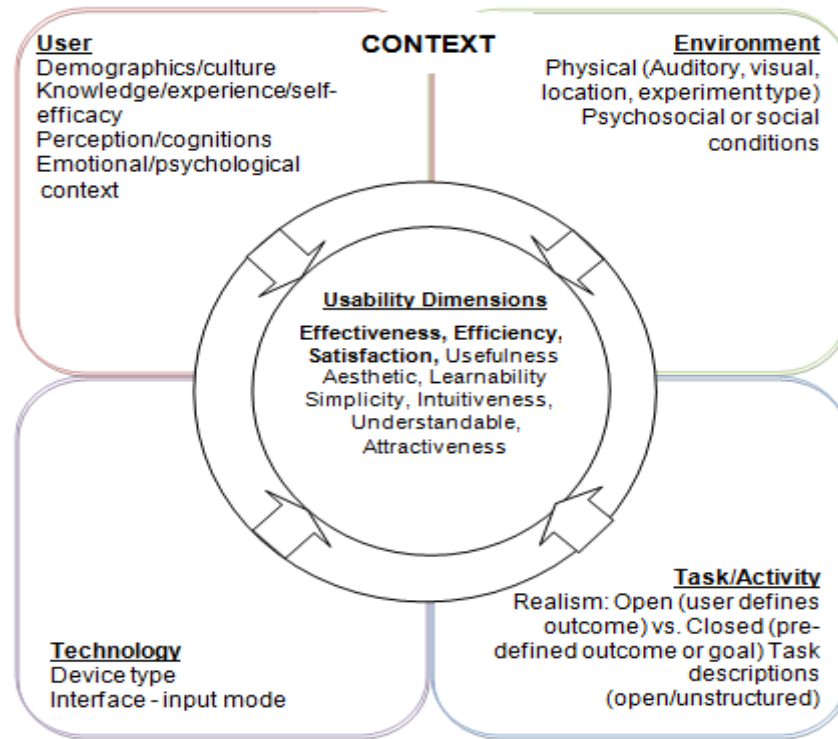 CONTEXT
User
Demographics/culture
Knowledge/experience/self-
efficacy
Perception/cognitions
Emotional/psychological
context
Environment
Physical (Auditory, visual,
location, experiment type)
Psychosocial or social
conditions
Usability Dimensions
Effectiveness, Efficiency,
Satisfaction, Usefulness
Aesthetic, Learnability
Simplicity, Intuitiveness,
Understandable,
Attractiveness
Technology
Device type
Interface - input mode
Task/Activity
Realism: Open (user defines
outcome) vs. Closed (pre-
defined outcome or goal) Task
descriptions
(open/unstructured)